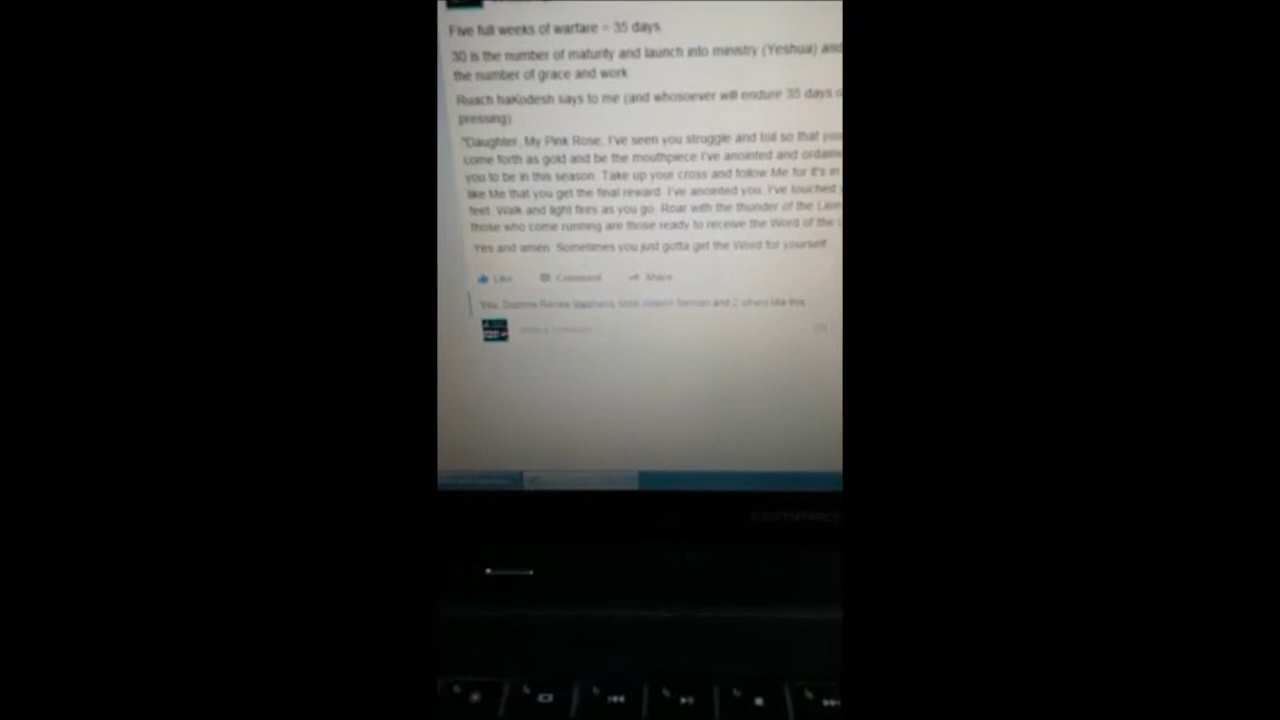 Five full weeks of warfare = 35 days
30 is the number of maturity and launch into ministry (Yeshua) and
the number of grace and work
Ruach haKodesh says to me (and whosoever will endure 35 days
pressing)
"Daughter, My Pink Rose, I've seen you struggle and toil so that
come forth as gold and be the mouthpiece I've anointed and
you to be in this season. Take up your cross and follow Me for it's in
like Me that you get the final reward. I've anointed you. I've touched
feet. Walk and light fires as you go. Roar with the thunder of the
those who come running are those ready to receive the Word of the
Yes and amen. Sometimes you just gotta get the Word for yourself
Like Comment Share
You, and 2 others like this